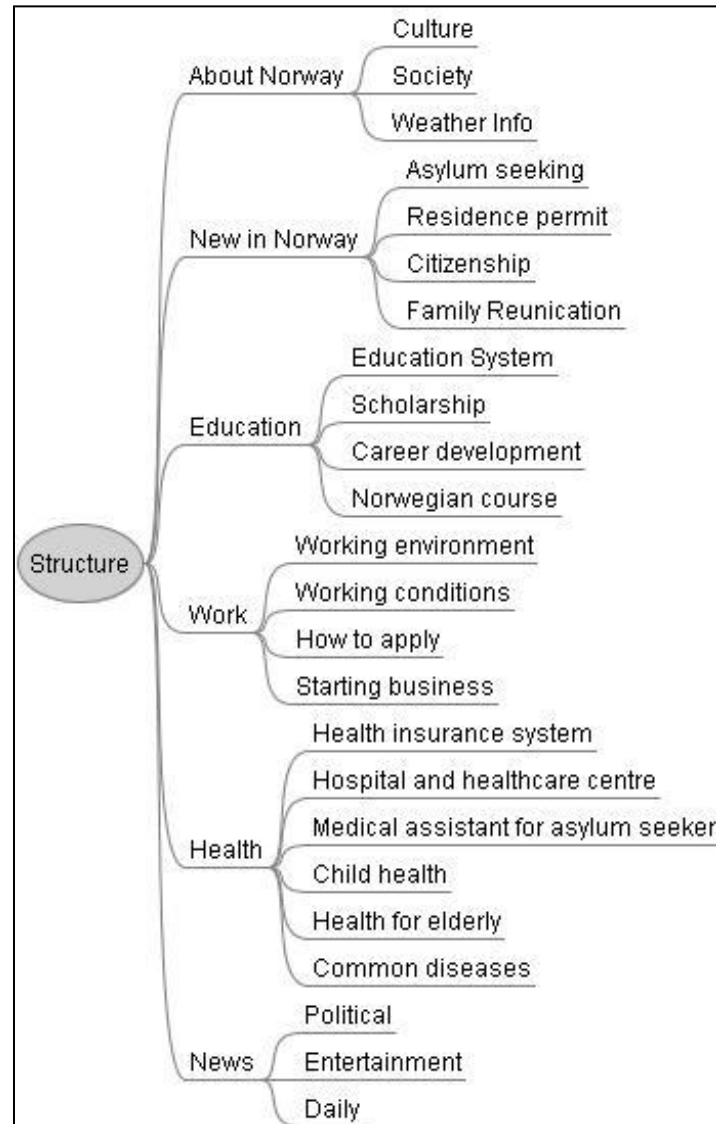 Structure
About Norway
Culture
Society
Weather Info
New in Norway
Asylum seeking
Residence permit
Citizenship
Family Reunication
Education
Education System
Scholarship
Career development
Norwegian course
Work
Working environment
Working conditions
How to apply
Starting business
Health
Health insurance system
Hospital and healthcare centre
Medical assistant for asylum seeker
Child health
Health for elderly
Common diseases
News
Political
Entertainment
Daily